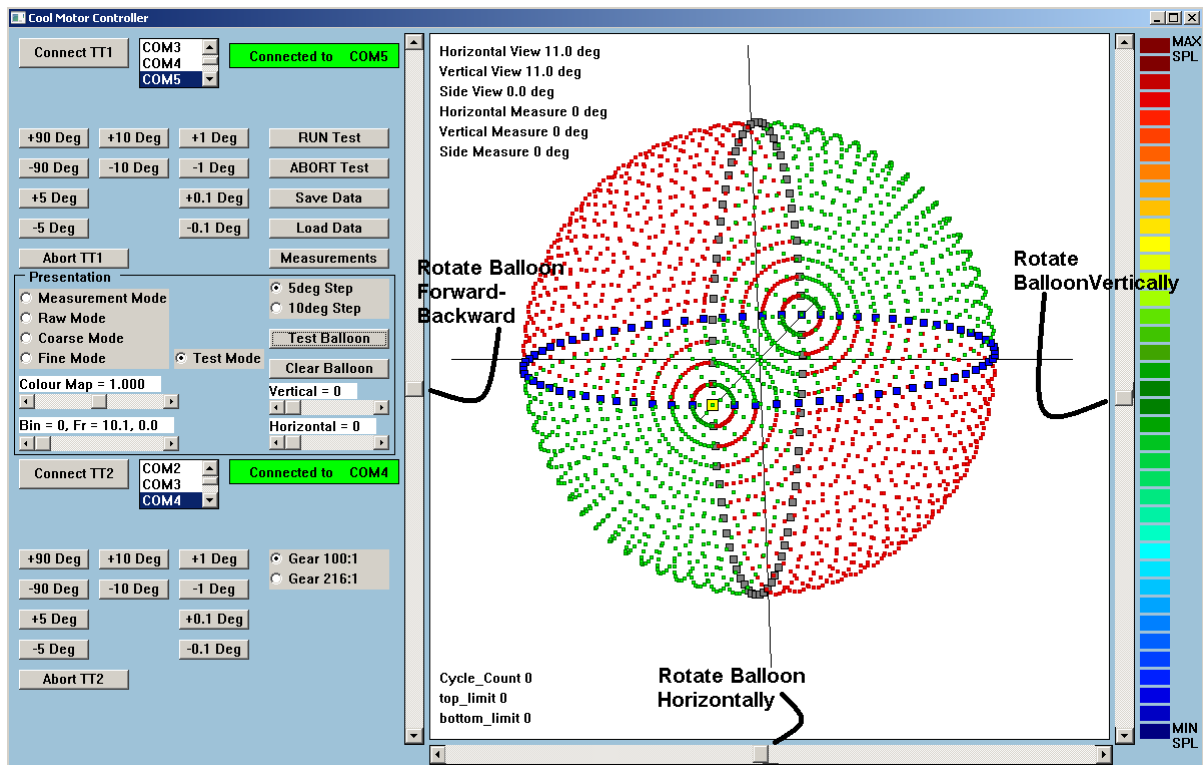 Cool Motor Controller
Connect TT1
COM3
COM4
COM5
Connected to COM5
+90 Deg
+10 Deg
+1 Deg
RUN Test
-90 Deg
-10 Deg
-1 Deg
ABORT Test
+5 Deg
+0.1 Deg
Save Data
-5 Deg
-0.1 Deg
Load Data
Abort TT1
Measurements
Presentation
Measurement Mode
Raw Mode
Coarse Mode
Fine Mode
Test Mode
5deg Step
10deg Step
Test Balloon
Clear Balloon
Colour Map = 1.000
Vertical = 0
Bin = 0, Fr = 10.1, 0.0
Horizontal = 0
Connect TT2
COM2
COM3
COM4
Connected to COM4
+90 Deg
+10 Deg
+1 Deg
Gear 100:1
-90 Deg
-10 Deg
-1 Deg
Gear 216:1
+5 Deg
+0.1 Deg
-5 Deg
-0.1 Deg
Abort TT2
Horizontal View 11.0 deg
Vertical View 11.0 deg
Side View 0.0 deg
Horizontal Measure 0 deg
Vertical Measure 0 deg
Side Measure 0 deg
Rotate Balloon
Forward-
Backward
Rotate
BalloonVertically
Rotate Balloon
Horizontally
Cycle_Count 0
top_limit 0
bottom_limit 0
MAX
SPL
MIN
SPL